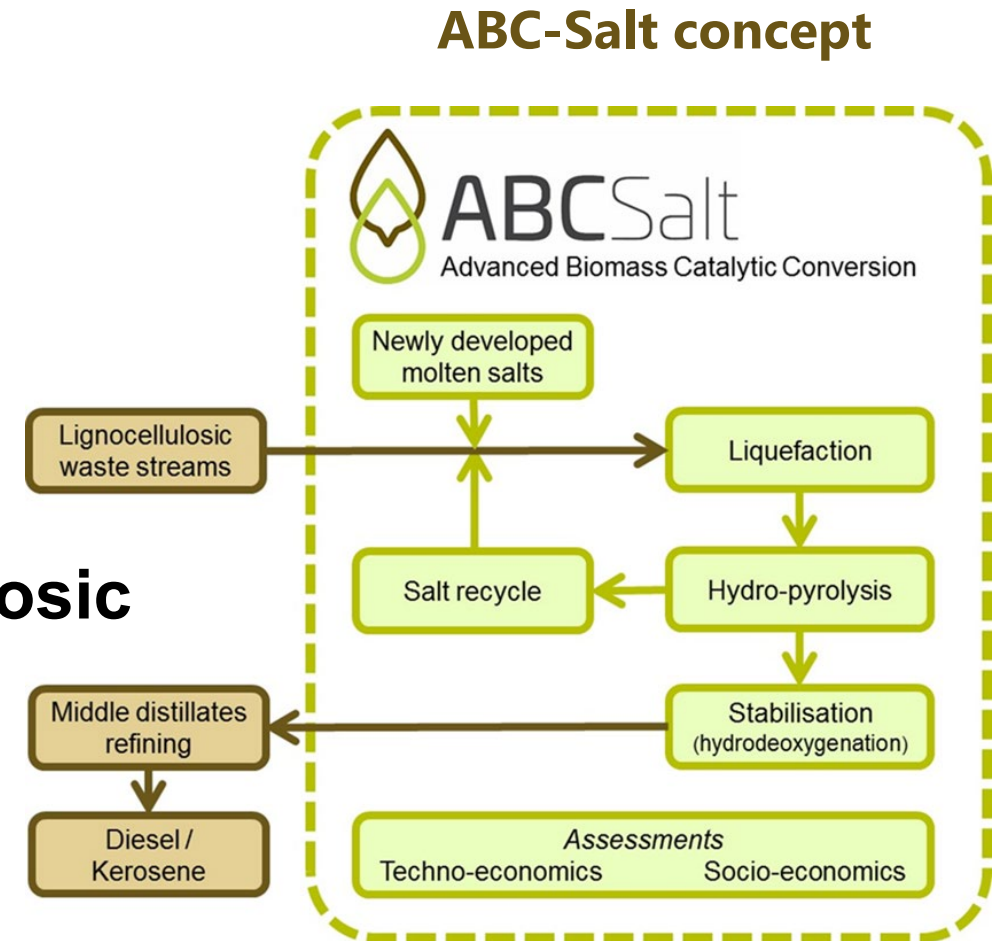 ABC-Salt concept
ABCSalt
Advanced Biomass Catalytic Conversion
Newly developed
molten salts
Lignocellulosic
waste streams
Liquefaction
osic
Salt recycle
Hydro-pyrolysis
Middle distillates
refining
Stabilisation
(hydrodeoxygenation)
Diesel /
Kerosene
Assessments
Techno-economics Socio-economics